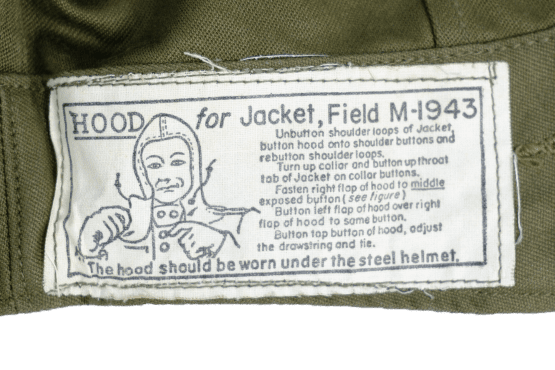 HOOD for Jacket, Field M-1943
Unbutton shoulder loops of Jacket,
button hood onto shoulder buttons and
rebutton shoulder loops.
Turn up collar and button up throat
tab of Jacket on collar buttons.
Fasten right flap of hood to middle
exposed button (see figure)
Button left flap of hood over right
flap of hood to same button.
Button top button of hood, adjust
the drawstring and tie.
The hood should be worn under the steel helmet.